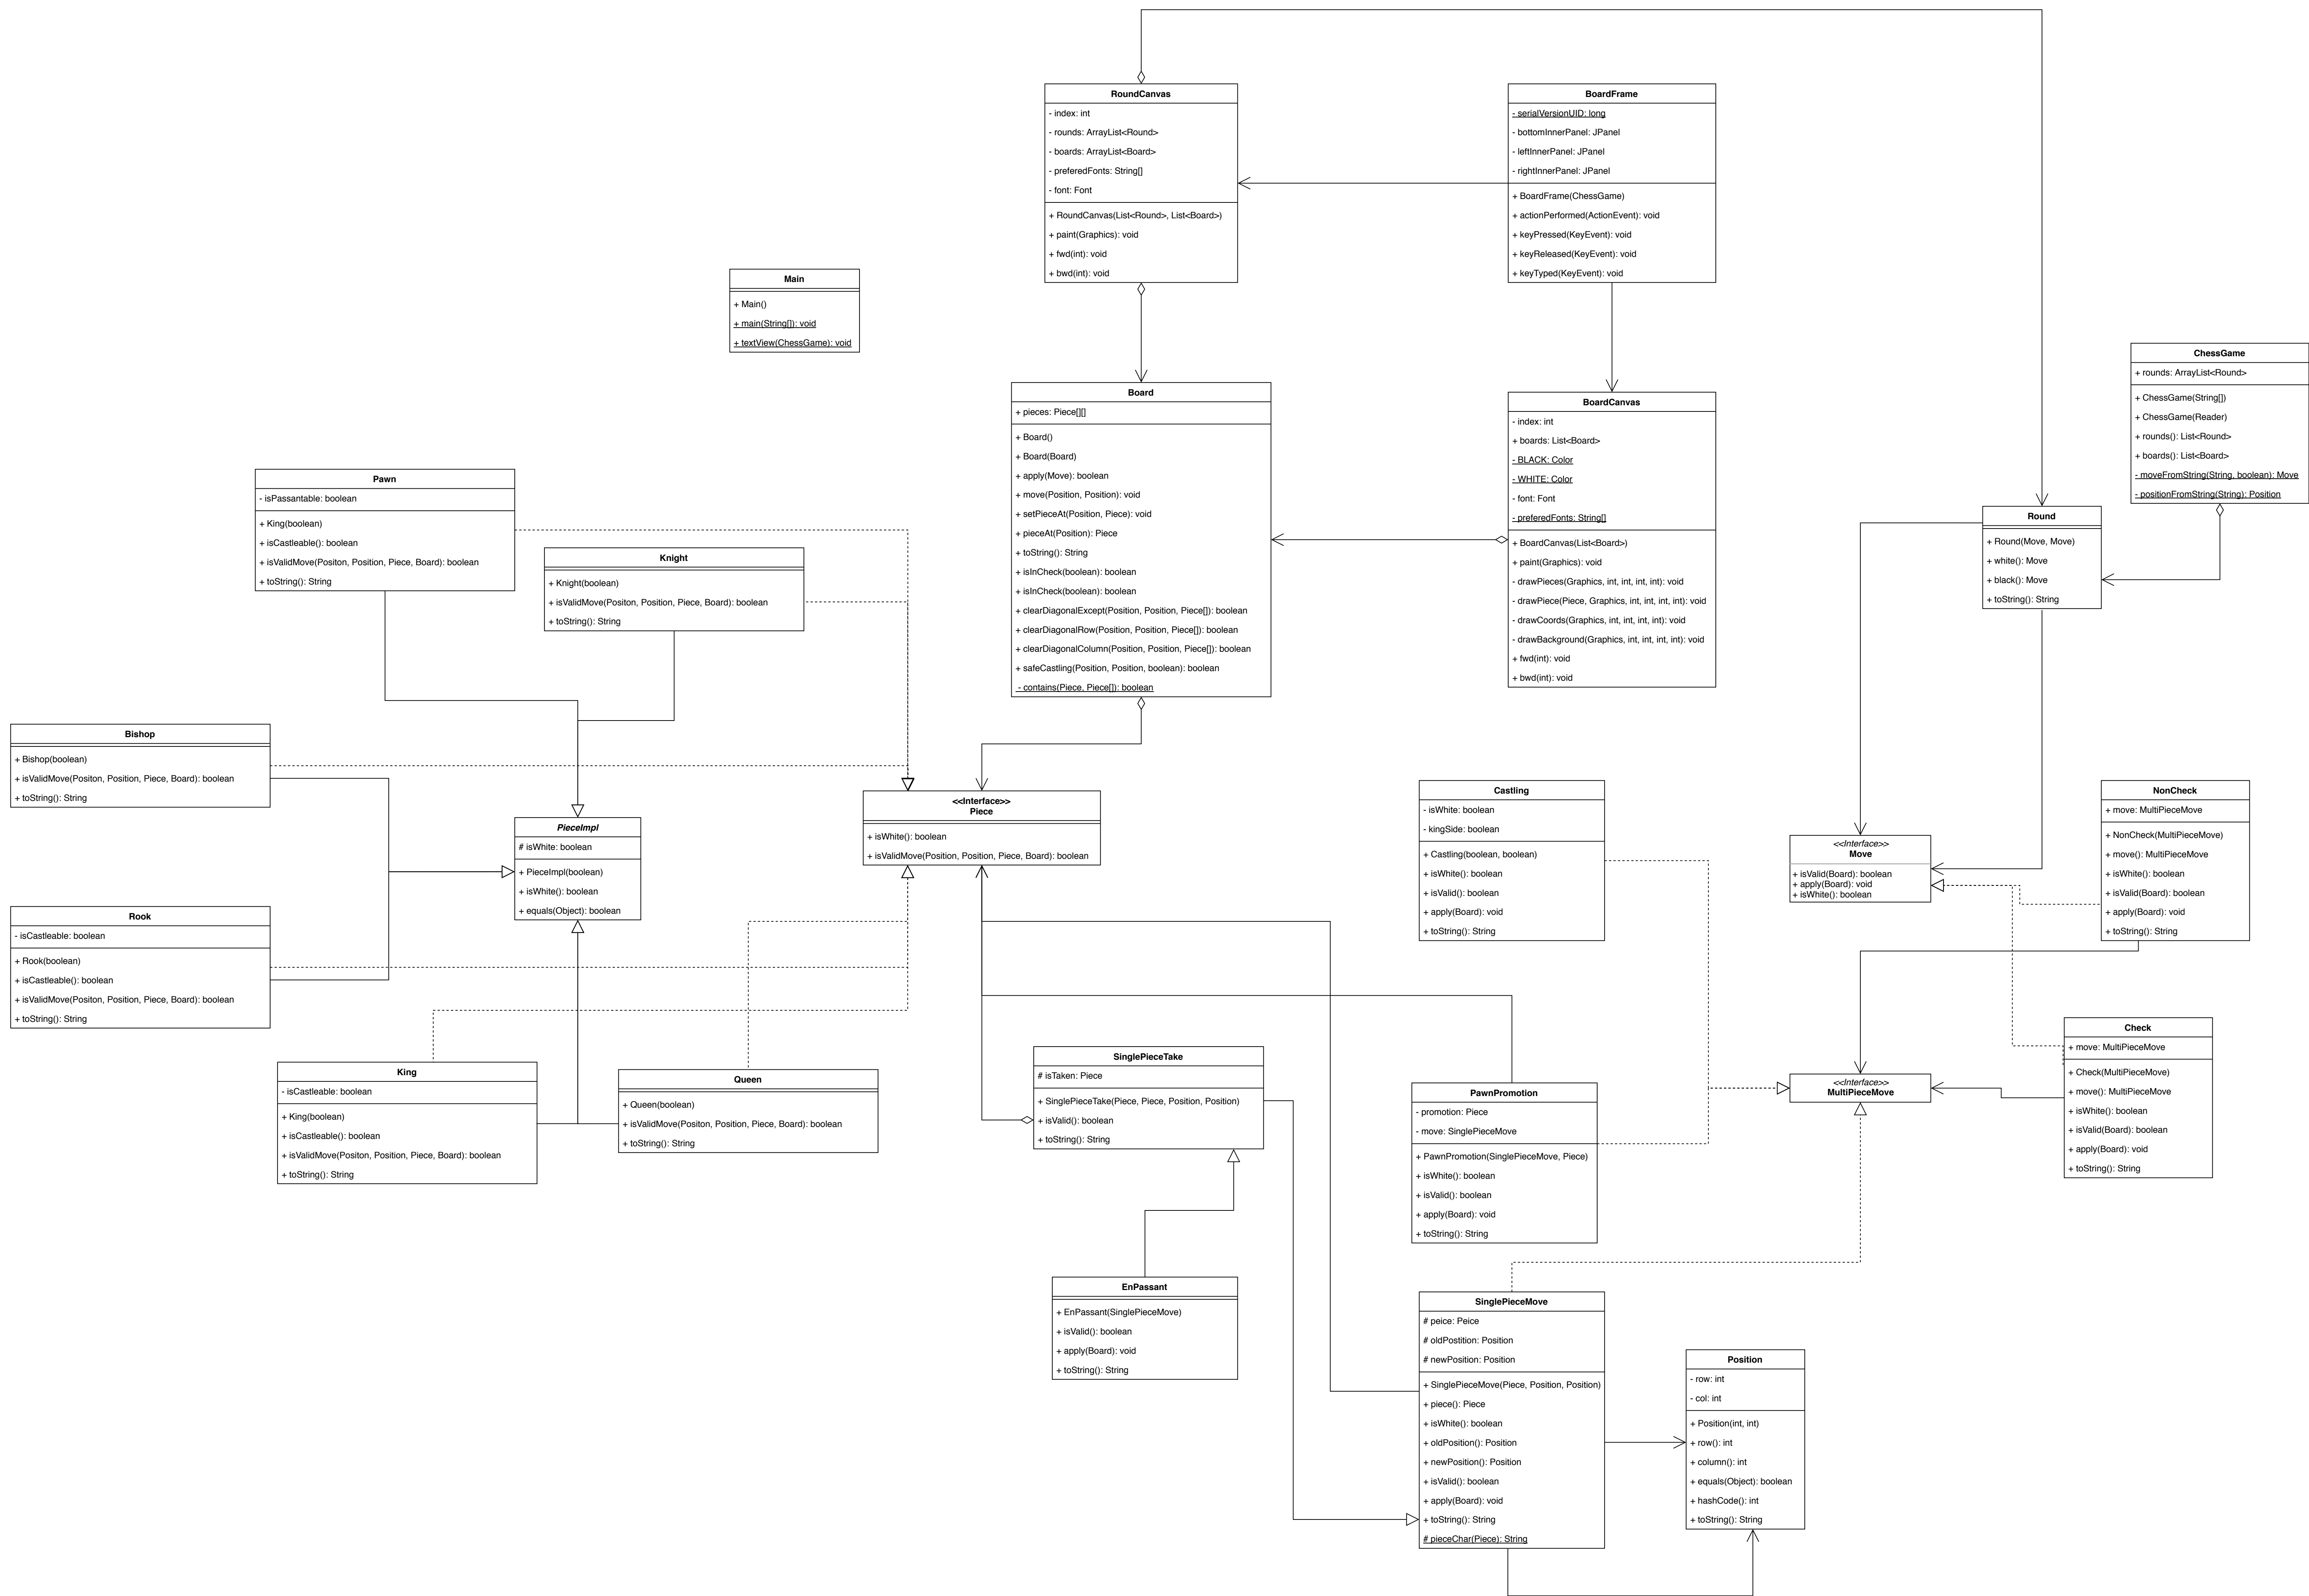 RoundCanvas
- index: int
- rounds: ArrayList<Round>
- boards: ArrayList<Board>
- preferedFonts: String[]
- font: Font
+ RoundCanvas(List<Round>, List<Board>)
+ paint(Graphics): void
+ fwd(int): void
+ bwd(int): void
BoardFrame
- serialVersionUID: long
- bottomInnerPanel: JPanel
- leftInnerPanel: JPanel
- rightInnerPanel: JPanel
+ BoardFrame(ChessGame)
+ actionPerformed(ActionEvent): void
+ keyPressed(KeyEvent): void
+ keyReleased(KeyEvent): void
+ keyTyped(KeyEvent): void
Main
+ Main()
+ main(String[]): void
+ textView(ChessGame): void
ChessGame
+ rounds: ArrayList<Round>
+ ChessGame(String[])
+ ChessGame(Reader)
+ rounds(): List<Round>
+ boards(): List<Board>
- moveFromString(String, boolean): Move
- positionFromString(String): Position
Board
+ pieces: Piece[][]
+ Board()
+ Board(Board)
+ apply(Move): boolean
+ move(Position, Position): void
+ setPieceAt(Position, Piece): void
+ pieceAt(Position): Piece
+ toString(): String
+ isInCheck(boolean): boolean
+ isInCheck(boolean): boolean
+ clearDiagonalExcept(Position, Position, Piece[]): boolean
+ clearDiagonalRow(Position, Position, Piece[]): boolean
+ clearDiagonalColumn(Position, Position, Piece[]): boolean
+ safeCastling(Position, Position, boolean): boolean
- contains(Piece, Piece[]): boolean
BoardCanvas
- index: int
+ boards: List<Board>
- BLACK: Color
- WHITE: Color
- font: Font
- preferedFonts: String[]
+ BoardCanvas(List<Board>)
+ paint(Graphics): void
- drawPieces(Graphics, int, int, int, int): void
- drawPiece(Piece, Graphics, int, int, int, int): void
- drawCoords(Graphics, int, int, int, int): void
- drawBackground(Graphics, int, int, int, int): void
+ fwd(int): void
+ bwd(int): void
Pawn
- isPassantable: boolean
+ King(boolean)
+ isCastleable(): boolean
+ isValidMove(Positon, Position, Piece, Board): boolean
+ toString(): String
Knight
+ Knight(boolean)
+ isValidMove(Positon, Position, Piece, Board): boolean
+ toString(): String
Round
+ Round(Move, Move)
+ white(): Move
+ black(): Move
+ toString(): String
Bishop
+ Bishop(boolean)
+ isValidMove(Positon, Position, Piece, Board): boolean
+ toString(): String
PieceImpl
# isWhite: boolean
+ PieceImpl(boolean)
+ isWhite(): boolean
+ equals(Object): boolean
<<Interface>>
Piece
+ isWhite(): boolean
+ isValidMove(Position, Position, Piece, Board): boolean
Castling
- isWhite: boolean
- kingSide: boolean
+ Castling(boolean, boolean)
+ isWhite(): boolean
+ isValid(): boolean
+ apply(Board): void
+ toString(): String
<<Interface>>
Move
+ isValid(Board): boolean
+ apply(Board): void
+ isWhite(): boolean
NonCheck
+ move: MultiPieceMove
+ NonCheck(MultiPieceMove)
+ move(): MultiPieceMove
+ isWhite(): boolean
+ isValid(Board): boolean
+ apply(Board): void
+ toString(): String
Rook
- isCastleable: boolean
+ Rook(boolean)
+ isCastleable(): boolean
+ isValidMove(Positon, Position, Piece, Board): boolean
+ toString(): String
King
- isCastleable: boolean
+ King(boolean)
+ isCastleable(): boolean
+ isValidMove(Positon, Position, Piece, Board): boolean
+ toString(): String
Queen
+ Queen(boolean)
+ isValidMove(Positon, Position, Piece, Board): boolean
+ toString(): String
SinglePieceTake
# isTaken: Piece
+ SinglePieceTake(Piece, Piece, Position, Position)
+ isValid(): boolean
+ toString(): String
PawnPromotion
- promotion: Piece
- move: SinglePieceMove
+ PawnPromotion(SinglePieceMove, Piece)
+ isWhite(): boolean
+ isValid(): boolean
+ apply(Board): void
+ toString(): String
<<Interface>>
MultiPieceMove
Check
+ move: MultiPieceMove
+ Check(MultiPieceMove)
+ move(): MultiPieceMove
+ isWhite(): boolean
+ isValid(Board): boolean
+ apply(Board): void
+ toString(): String
EnPassant
+ EnPassant(SinglePieceMove)
+ isValid(): boolean
+ apply(Board): void
+ toString(): String
SinglePieceMove
# peice: Peice
# oldPostition: Position
# newPosition: Position
+ SinglePieceMove(Piece, Position, Position)
+ piece(): Piece
+ isWhite(): boolean
+ oldPosition(): Position
+ newPosition(): Position
+ isValid(): boolean
+ apply(Board): void
+ toString(): String
# pieceChar(Piece): String
Position
- row: int
- col: int
+ Position(int, int)
+ row(): int
+ column(): int
+ equals(Object): boolean
+ hashCode(): int
+ toString(): String